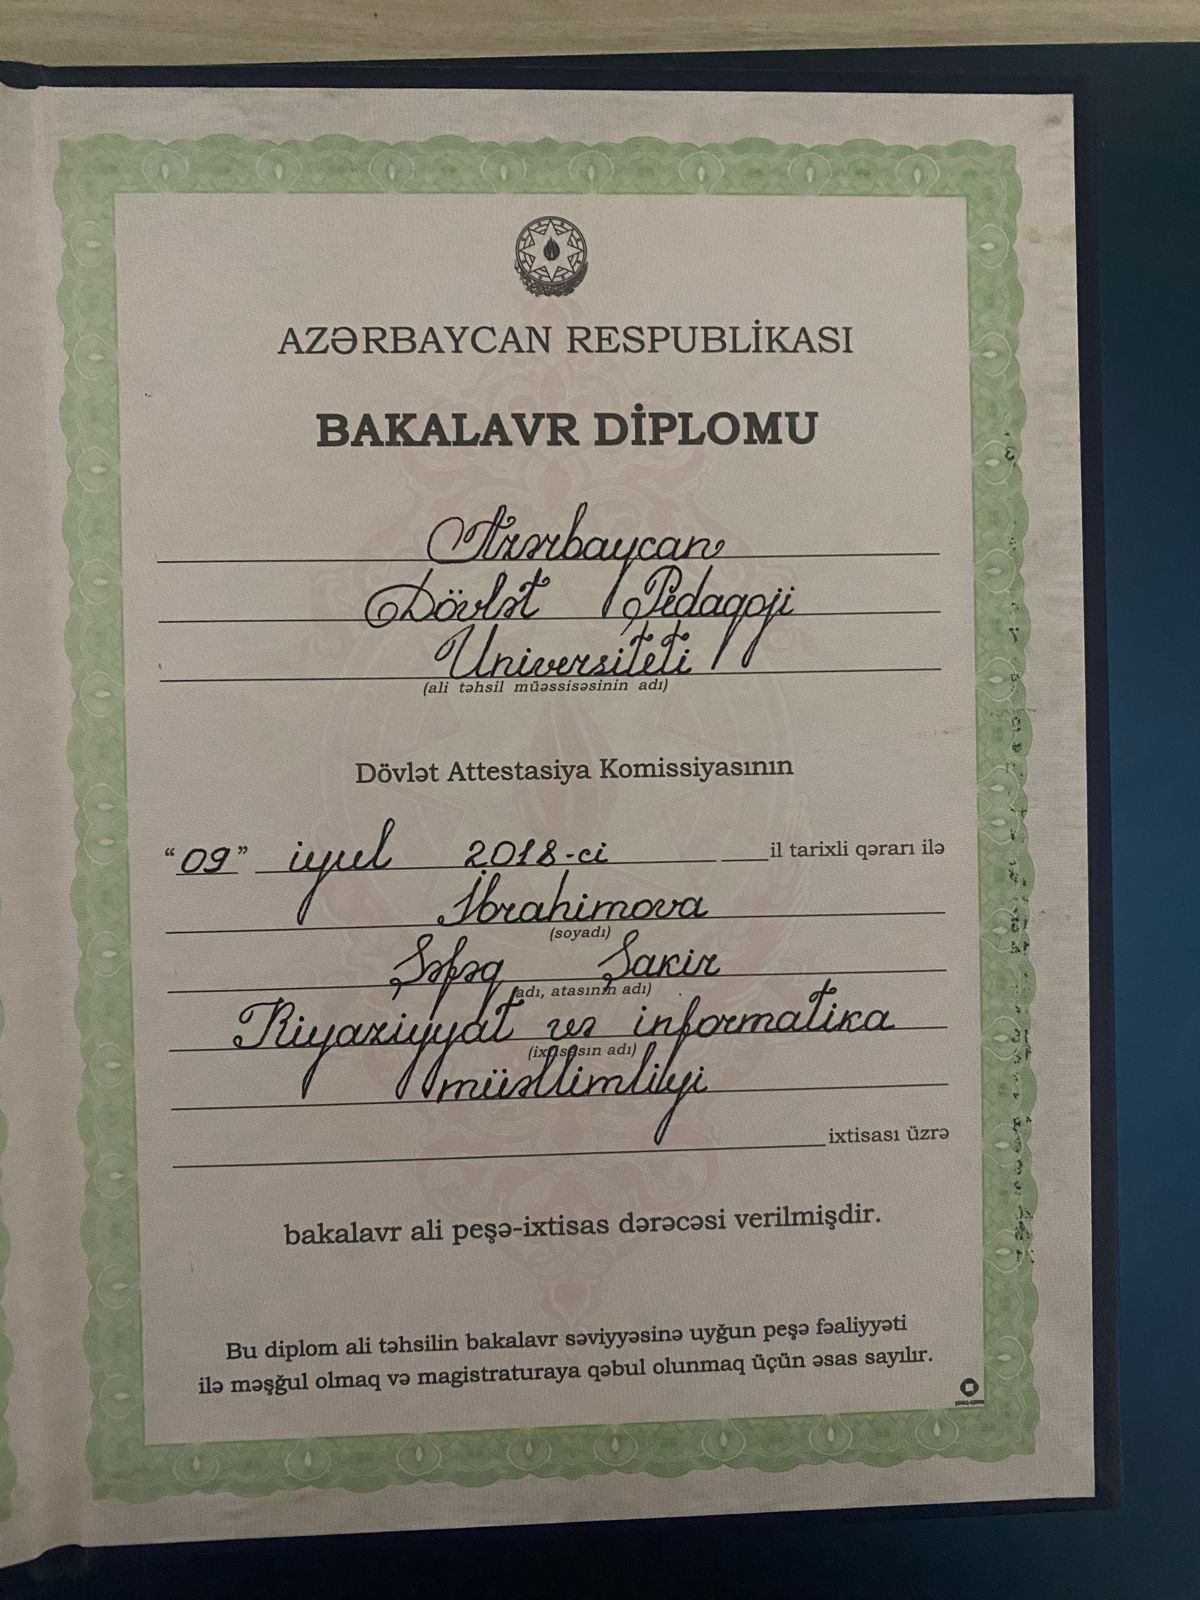 AZƏRBAYCAN RESPUBLİKASI
BAKALAVR DİPLOMU
Azərbaycan
Dövlət Pedaqoji
Universiteti
(ali təhsil müəssisəsinin adı)
Dövlət Attestasiya Komissiyasının
“09” iyul 2018-ci il tarixli qərarı ilə
İbrahimova
(soyadı)
Şəfəq Şakir
(adı, atasının adı)
Riyaziyyat və informatika
(ixtisasın adı)
müəllimliyi
ixtisası üzrə
bakalavr ali peşə-ixtisas dərəcəsi verilmişdir.
Bu diplom ali təhsilin bakalavr səviyyəsinə uyğun peşə fəaliyyəti
ilə məşğul olmaq və magistraturaya qəbul olunmaq üçün əsas sayılır.